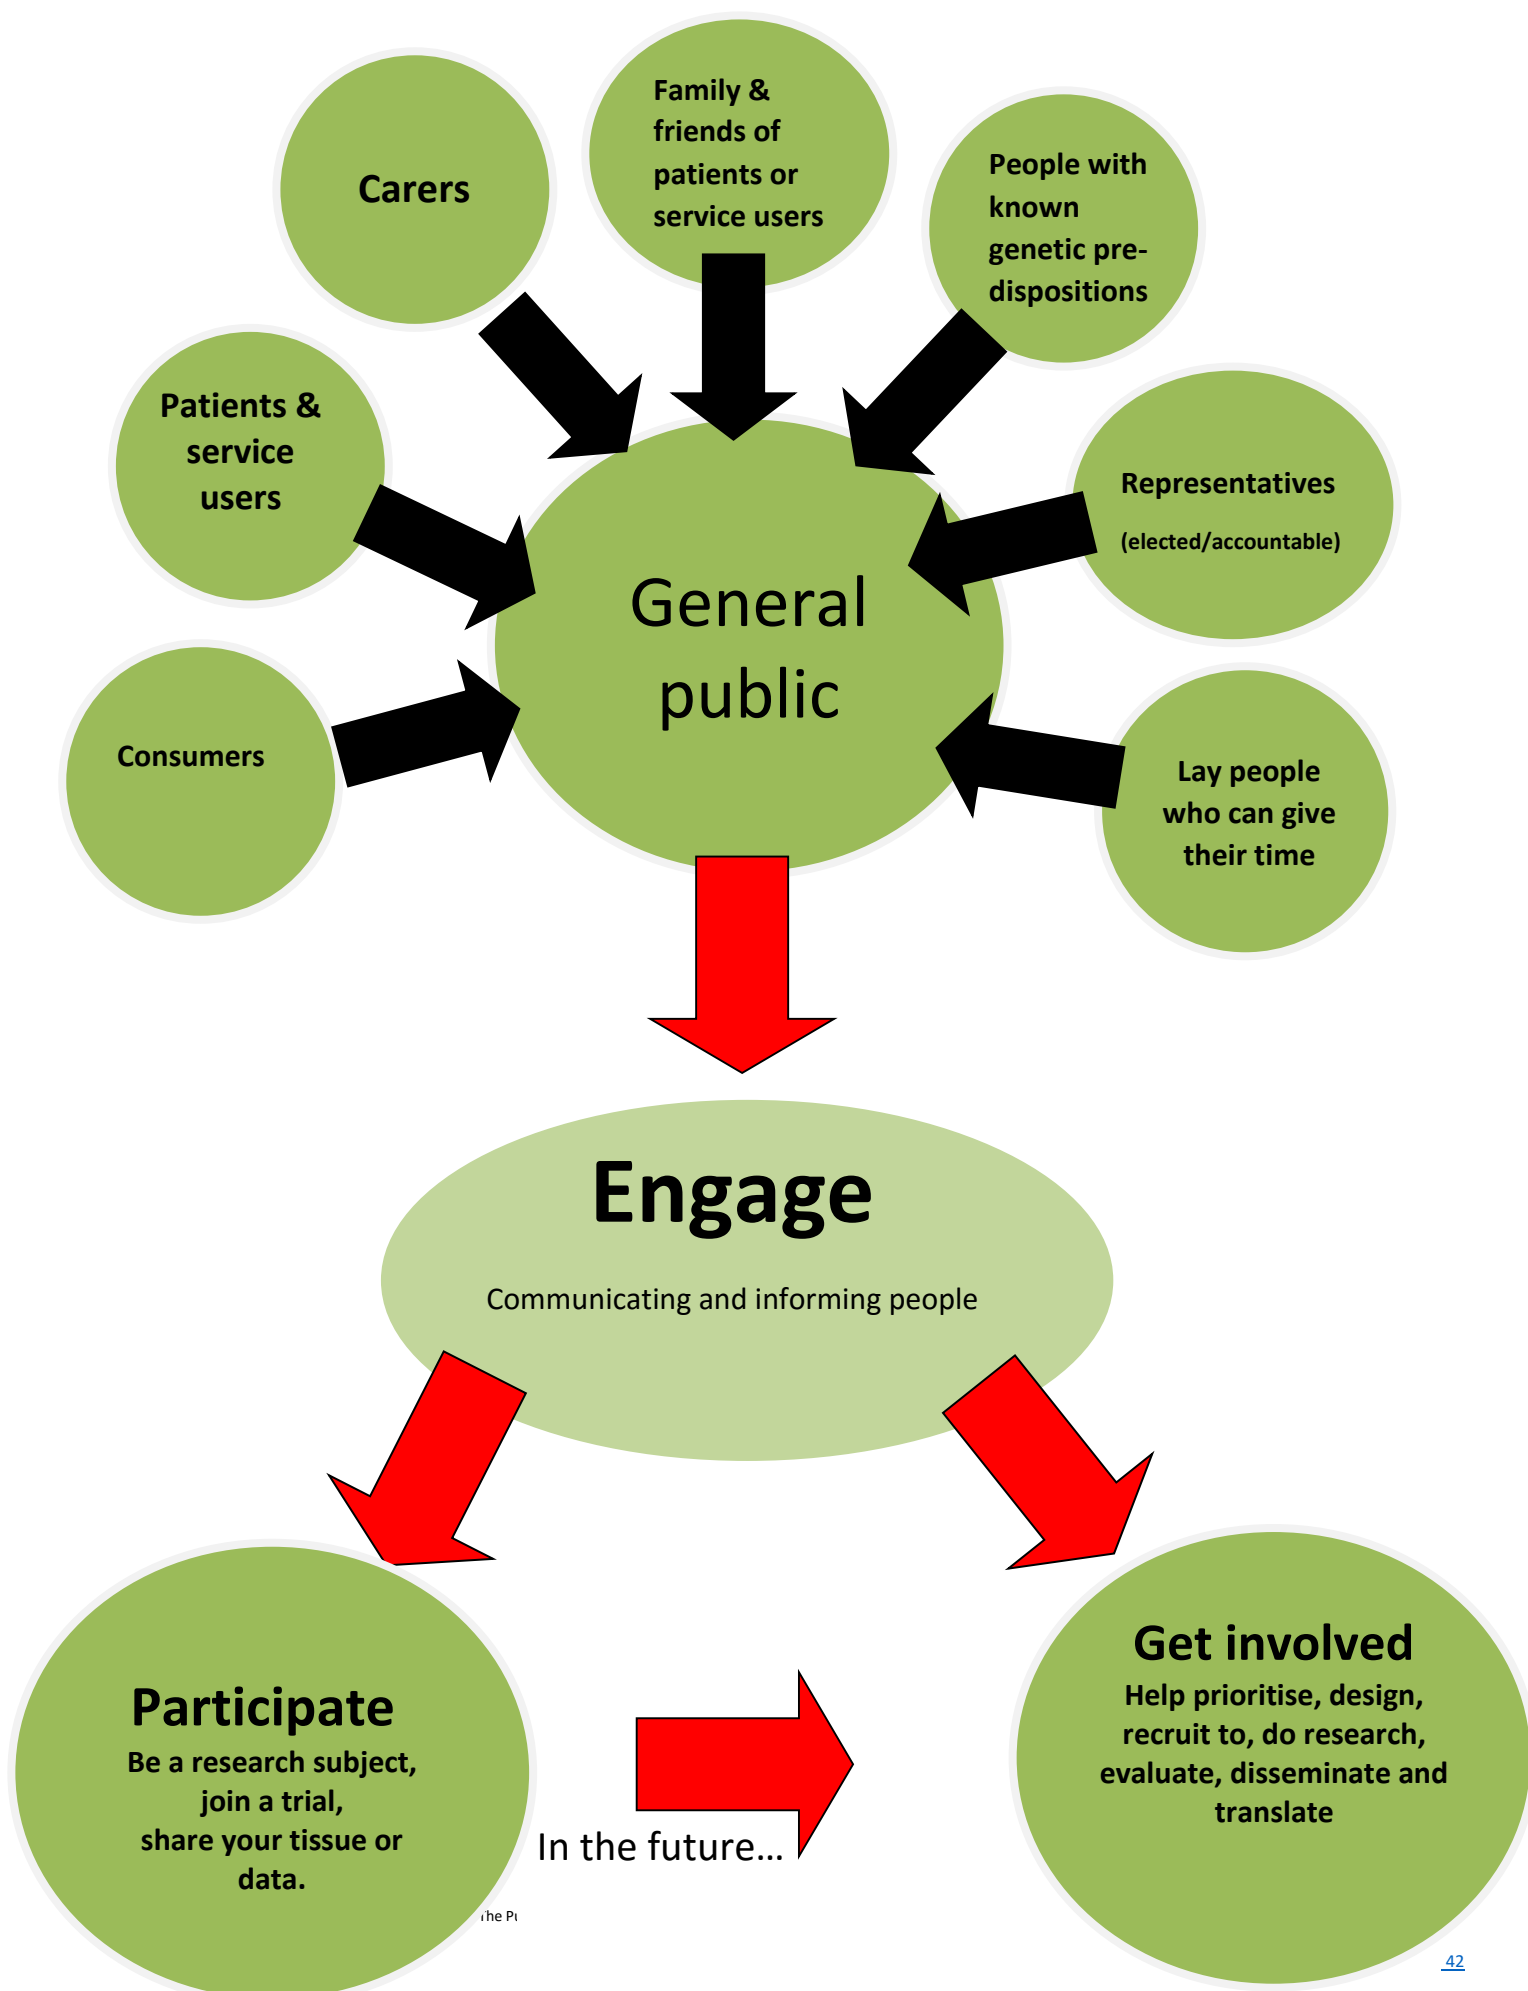 Family &
friends of
patients or
service users
Carers
People with
known
genetic pre-
dispositions
Patients &
service
users
Representatives
(elected/accountable)
General
public
Consumers
Lay people
who can give
their time
Engage
Communicating and informing people
Participate
Be a research subject,
join a trial,
share your tissue or
data.
Get involved
Help prioritise, design,
recruit to, do research,
evaluate, disseminate and
translate
In the future...
42